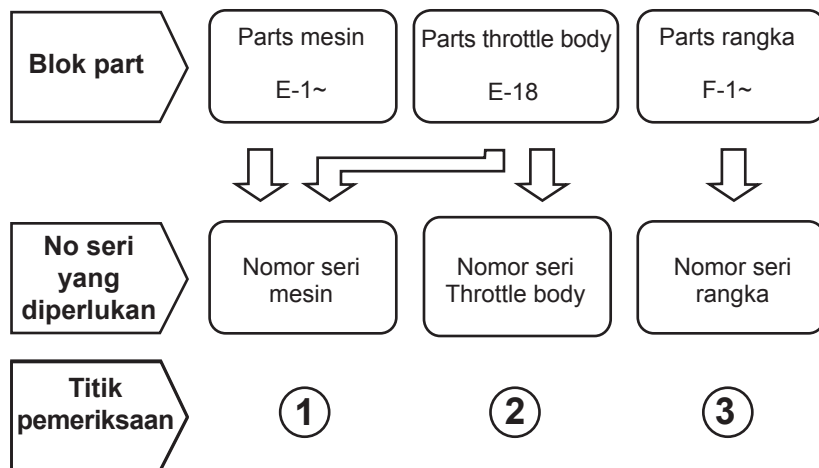 Blok part
Parts mesin
E-1~
Parts throttle body
E-18
Parts rangka
F-1~
No seri
yang
diperlukan
Nomor seri
mesin
Nomor seri
Throttle body
Nomor seri
rangka
Titik
pemeriksaan
1
2
3